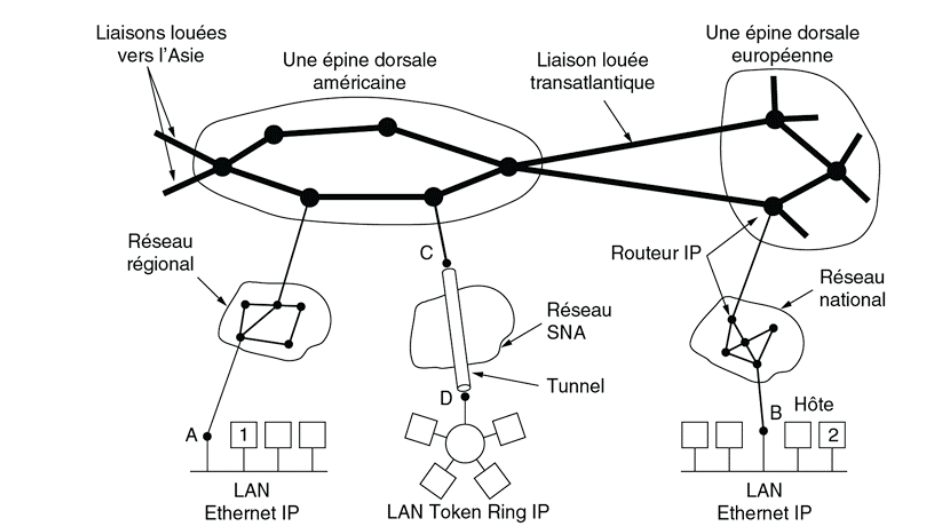 Liaisons louées
vers l'Asie
Une épine dorsale
américaine
Liaison louée
transatlantique
Une épine dorsale
européenne
Réseau
régional
C
Routeur IP
Réseau
national
Réseau
SNA
Tunnel
D
A
1
B
Hôte
2
LAN
Ethernet IP
LAN Token Ring IP
LAN
Ethernet IP